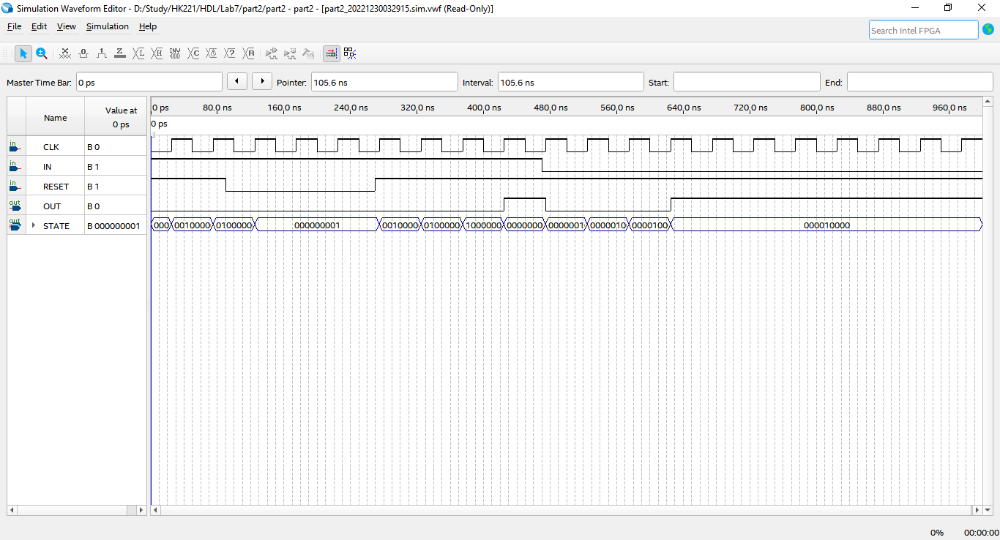 Simulation Waveform Editor - D:/Study/HK221/HDL/Lab7/part2/part2 - part2 - [part2_20221230032915.sim.vwf (Read-Only)]
File Edit View Simulation Help
Search Intel FPGA
Master Time Bar: 0 ps Pointer: 105.6 ns Interval: 105.6 ns Start: End:
Name Value at 0 ps
0 ps 80.0 ns 160.0 ns 240.0 ns 320.0 ns 400.0 ns 480.0 ns 560.0 ns 640.0 ns 720.0 ns 800.0 ns 880.0 ns 960.0 ns
0 ps
in CLK B 0
in IN B 1
in RESET B 1
out OUT B 0
out STATE B 000000001 000 0010000 0100000 000000001 0010000 0100000 1000000 0000000 0000001 0000010 0000100 000010000
0% 00:00:00